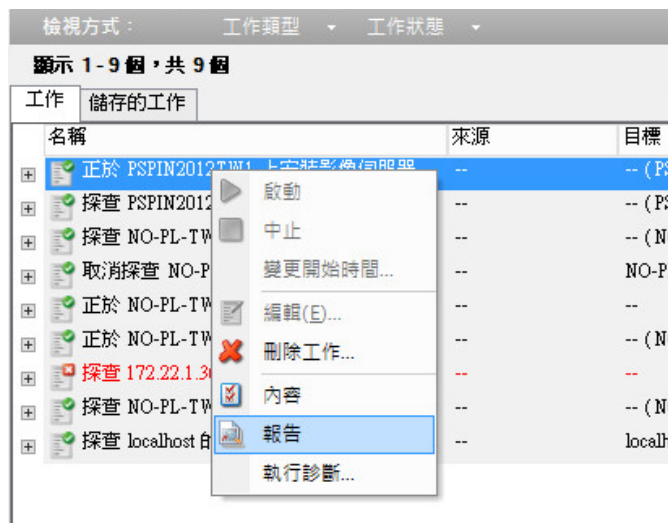 檢視方式： 工作類型 工作狀態
顯示 1-9個，共 9個
工作 儲存的工作
名稱 來源 目標
正於 PSPIN2012TW1 上安裝影像伺服器 -- -- (PS
探查 PSPIN2012 -- -- (PS
探查 NO-PL-TW -- -- (N
取消探查 NO-P -- NO-P
正於 NO-PL-TW -- --
正於 NO-PL-TW -- -- (N
探查 172.22.1.3 -- --
探查 NO-PL-TW -- -- (N
探查 localhost 的 -- localh
啟動
中止
變更開始時間...
編輯(E)...
刪除工作...
內容
報告
執行診斷...